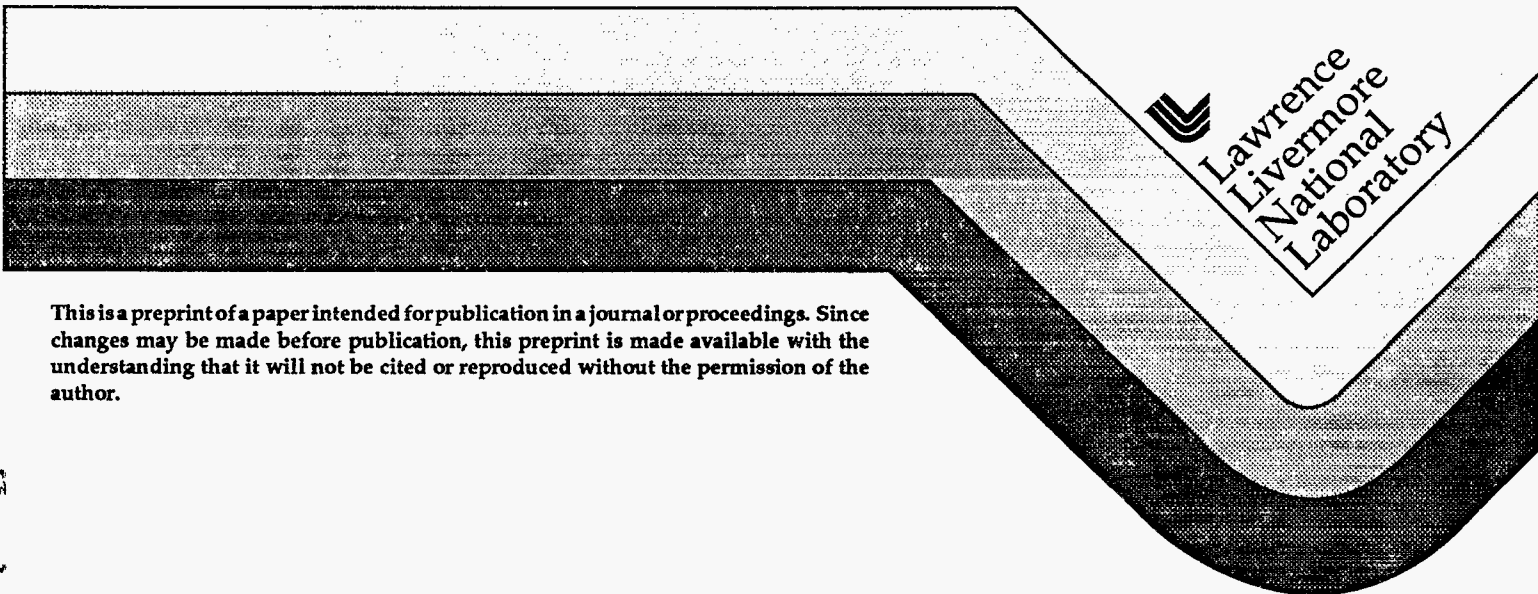 Lawrence
Livermore
National
Laboratory
This is a preprint of a paper intended for publication in a journal or proceedings. Since
changes may be made before publication, this preprint is made available with the
understanding that it will not be cited or reproduced without the permission of the
author.